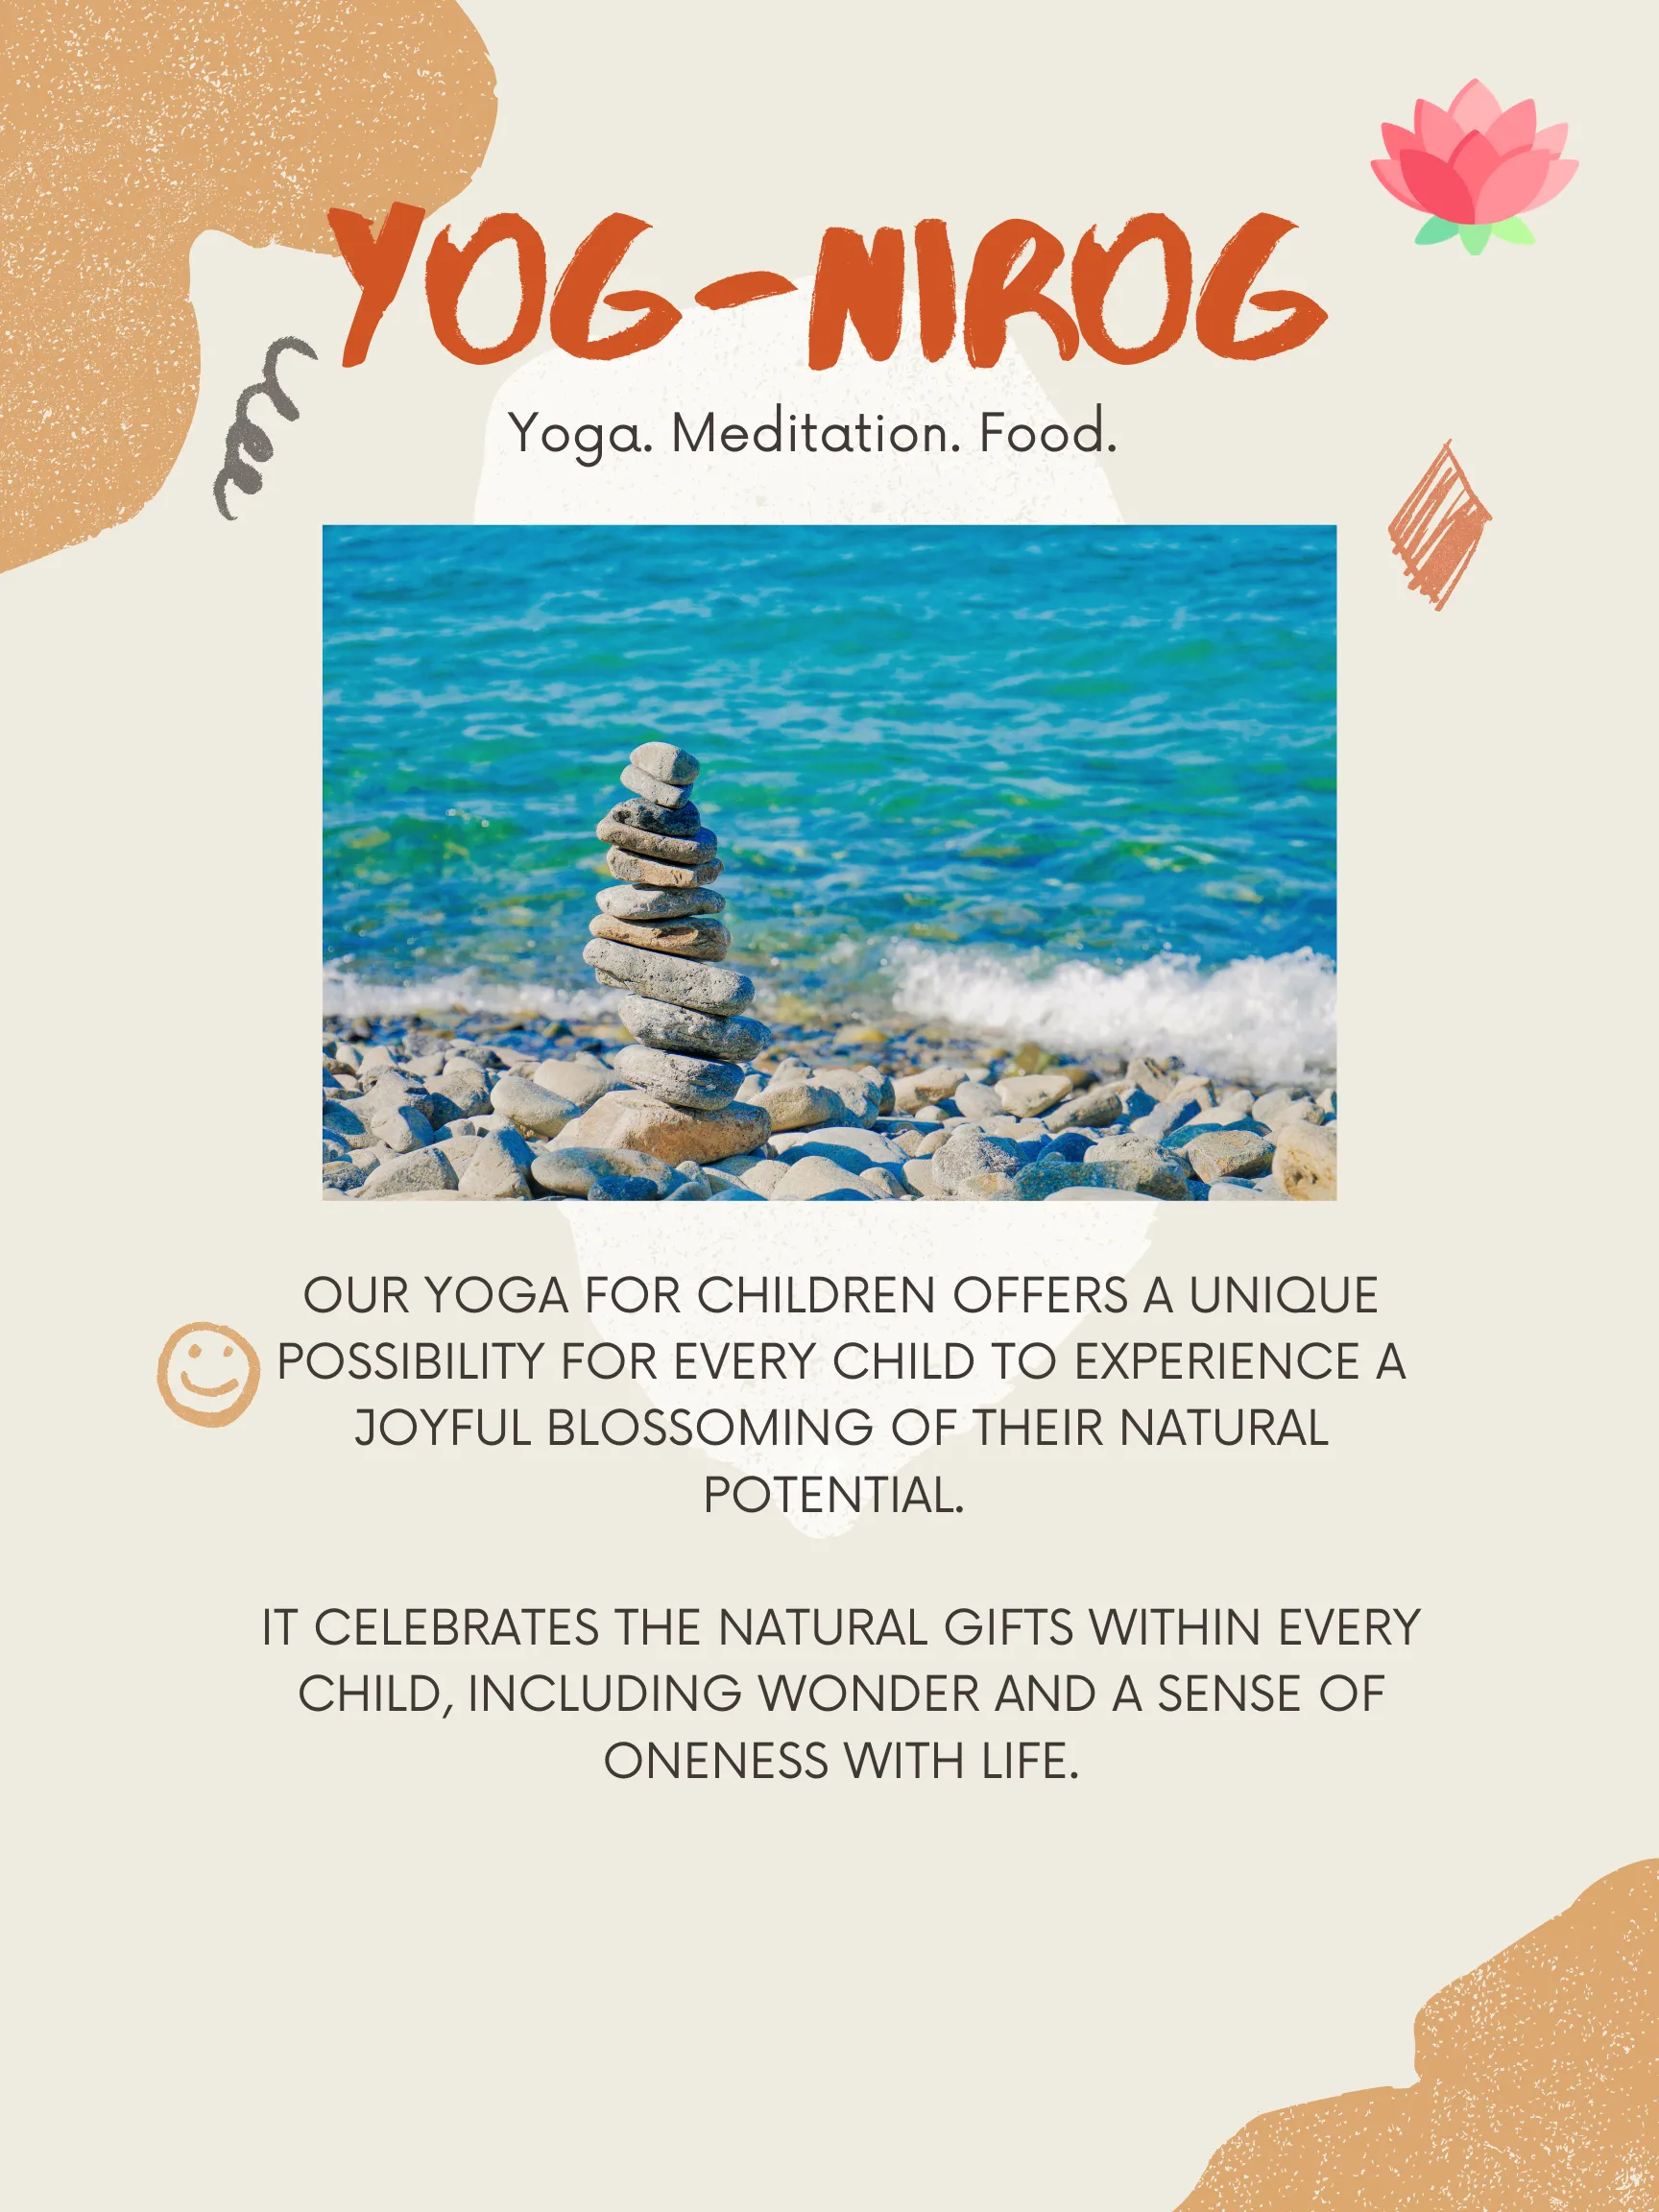 YOG-NIROG
Yoga. Meditation. Food.
OUR YOGA FOR CHILDREN OFFERS A UNIQUE
POSSIBILITY FOR EVERY CHILD TO EXPERIENCE A
JOYFUL BLOSSOMING OF THEIR NATURAL
POTENTIAL.
IT CELEBRATES THE NATURAL GIFTS WITHIN EVERY
CHILD, INCLUDING WONDER AND A SENSE OF
ONENESS WITH LIFE.